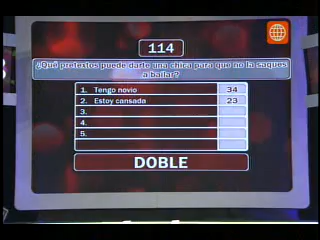 114
¿Qué pretextos puede darte una chica para que no la saques
a bailar?
1. Tengo novio 34
2. Estoy cansada 23
3.
4.
5.
DOBLE